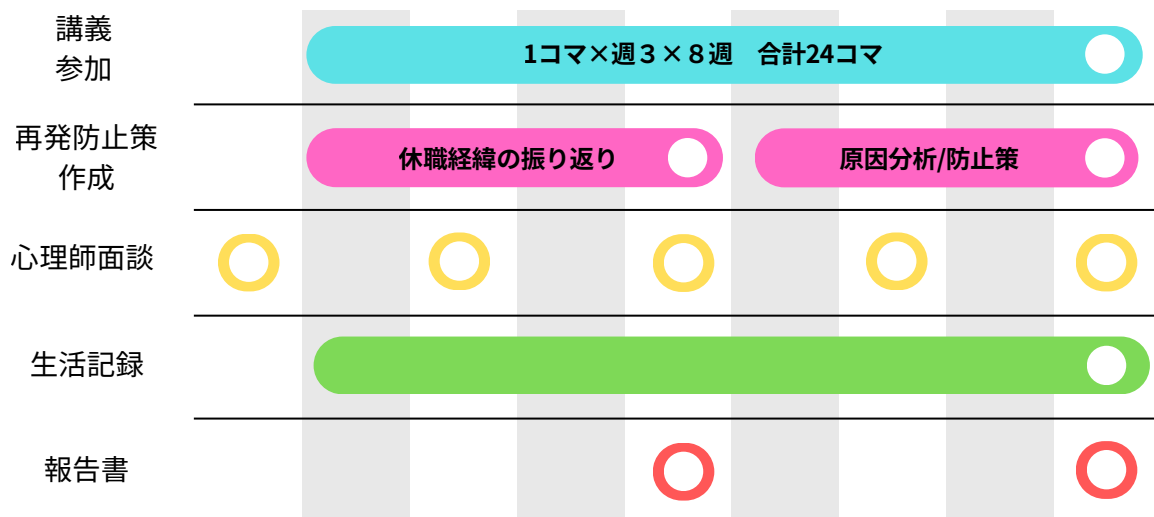 講義
参加
1コマ×週３×８週　合計24コマ
再発防止策
作成
休職経緯の振り返り
原因分析/防止策
心理師面談
生活記録
報告書